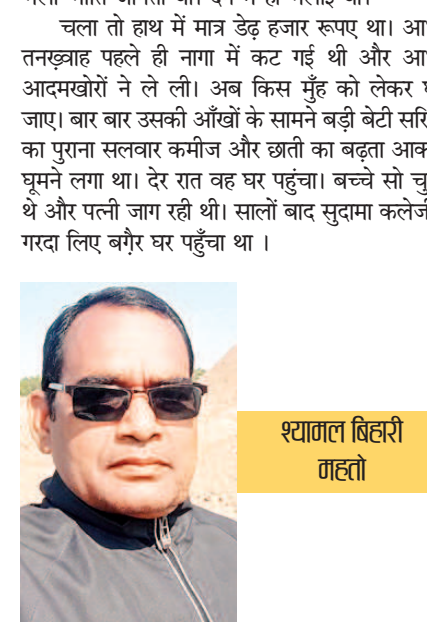 चला तो हाथ में मात्र डेढ़ हजार रूपए था।
तनख़्वाह पहले ही नागा में कट गई थी और
आदमखोरों ने ले ली। अब किस मुँह को लेकर
जाए। बार बार उसकी आँखों के सामने बड़ी बेटी
का पुराना सलवार कमीज और छाती का बढ़ता
घूमने लगा था। देर रात वह घर पहुंचा। बच्चे सो
थे और पत्नी जाग रही थी। सालों बाद सुदामा
गरदा लिए बग़ैर घर पहुँचा था ।
श्यामल बिहारी
महतो